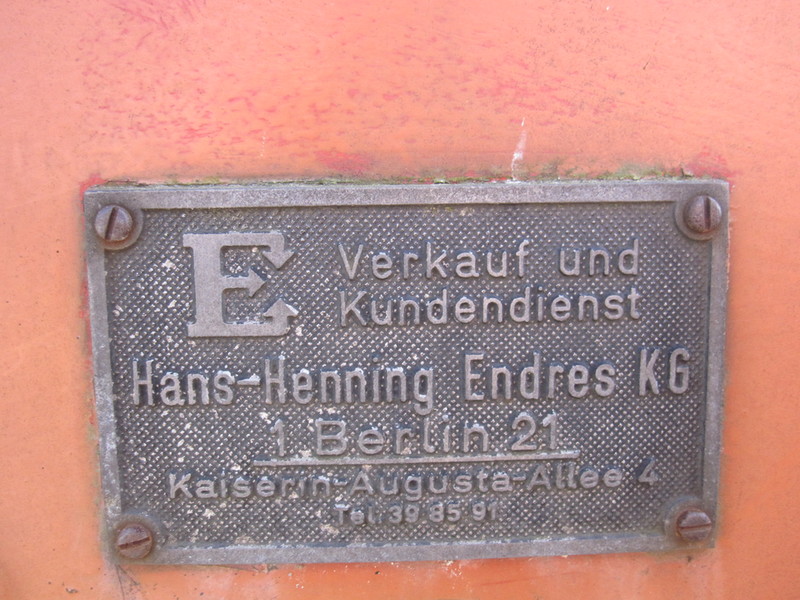 E
Verkauf und
Kundendienst
Hans-Henning Endres KG
1 Berlin 21
Kaiserin-Augusta-Allee 4
Tel. 39 85 91